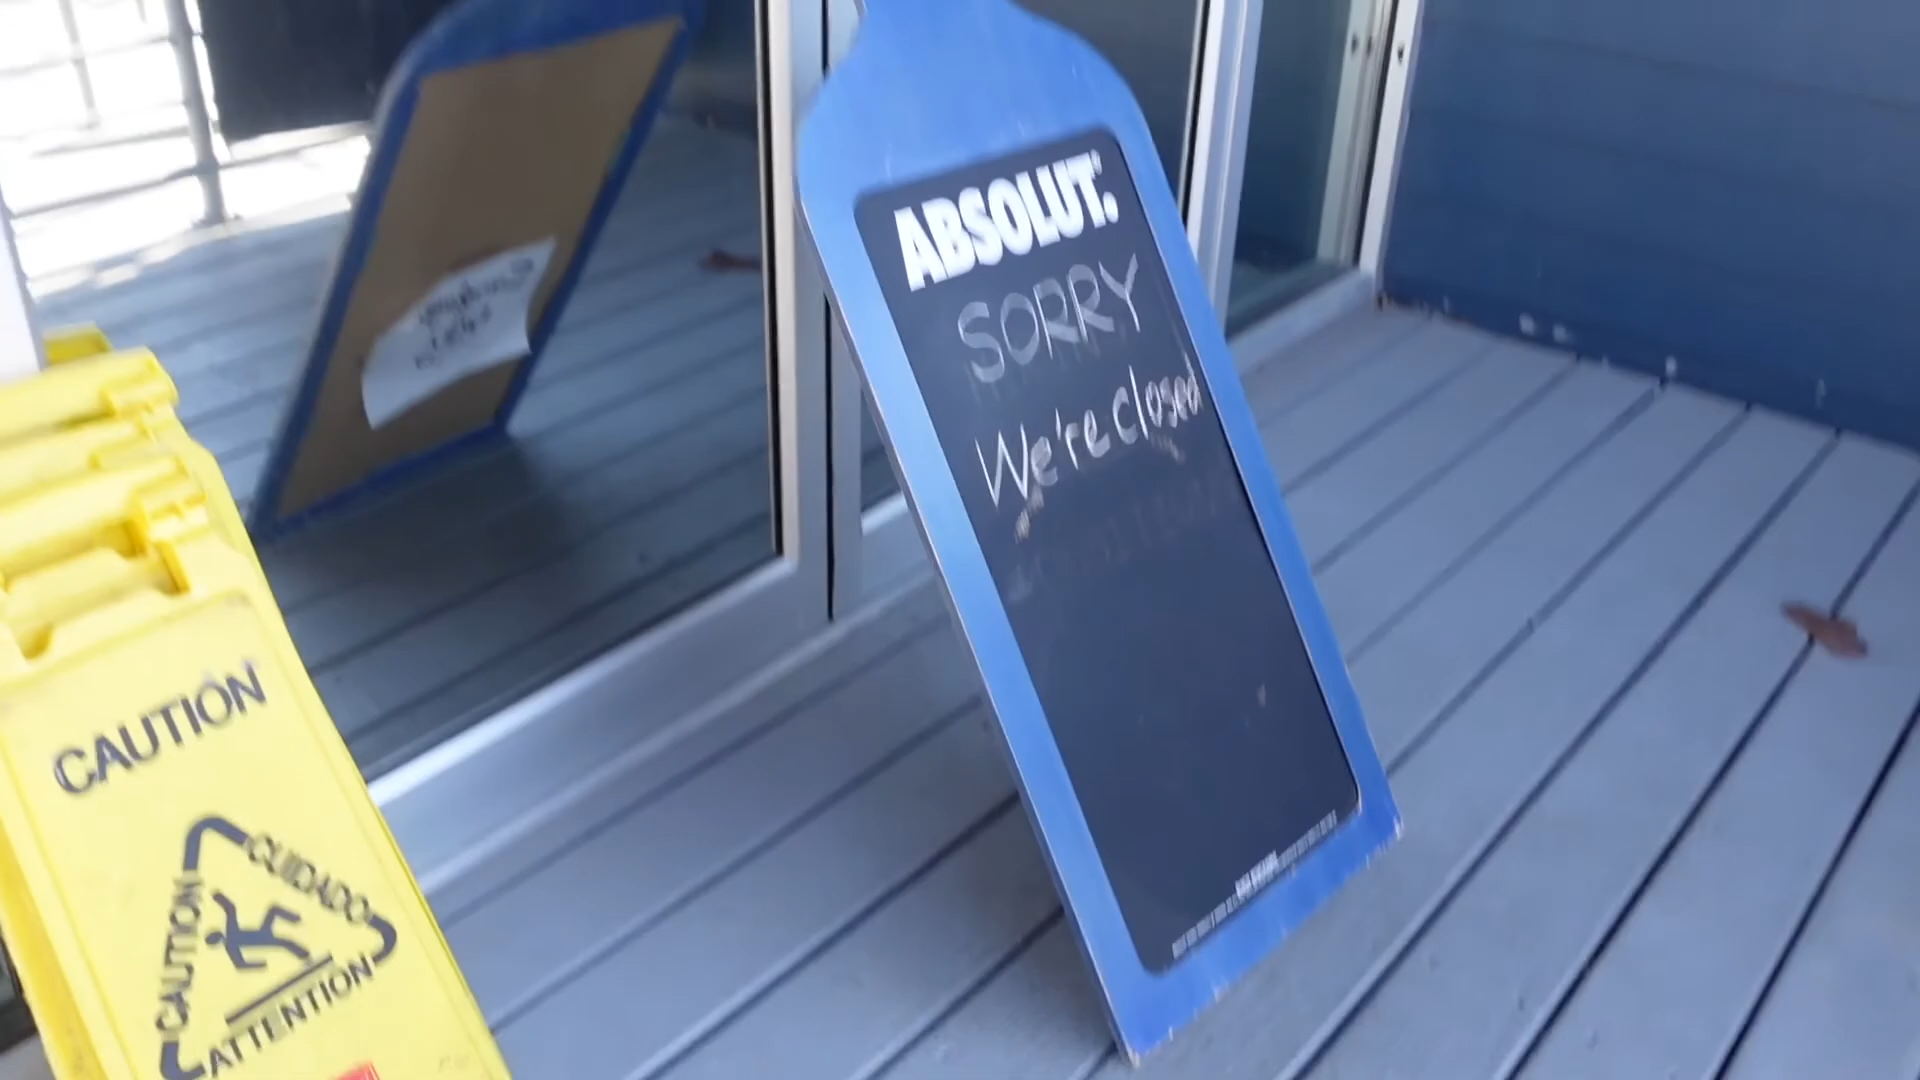 ABSOLUT.
SORRY
We're closed
CAUTION
CAUTION
CUIDADO
ATTENTION